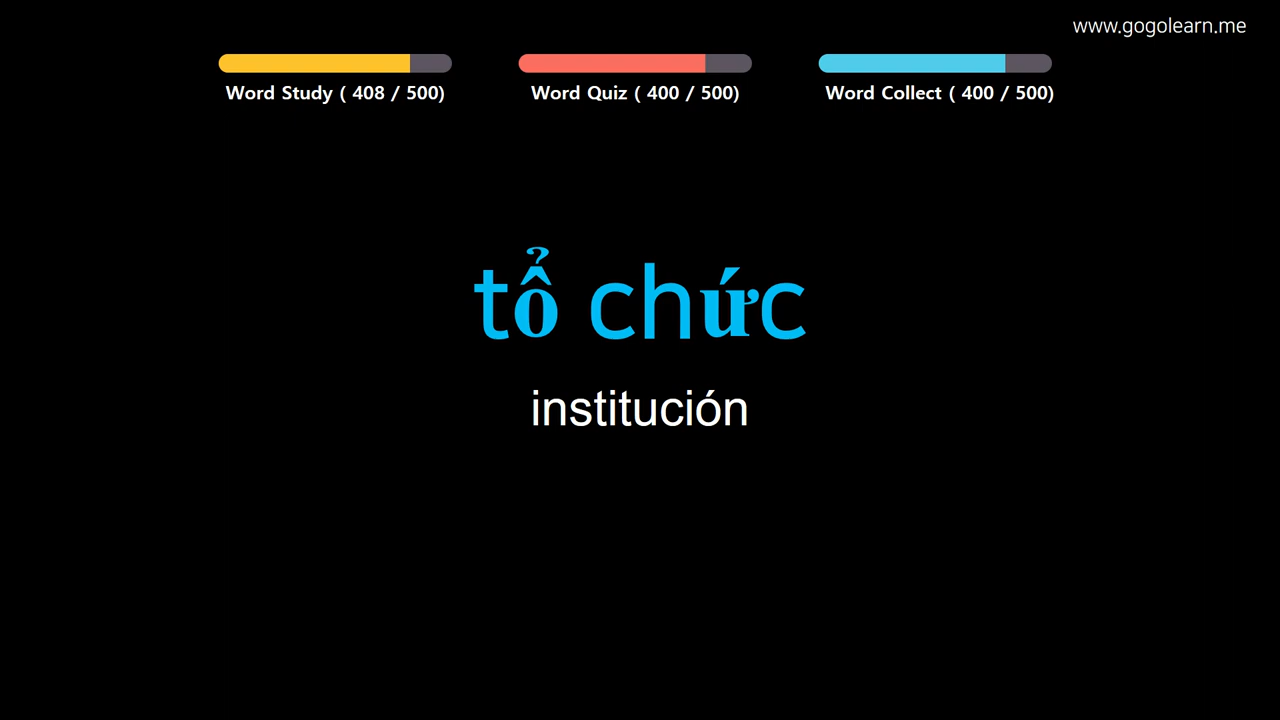 www.gogolearn.me
Word Study ( 408 / 500)
Word Quiz ( 400 / 500)
Word Collect ( 400 / 500)
tổ chức
institución